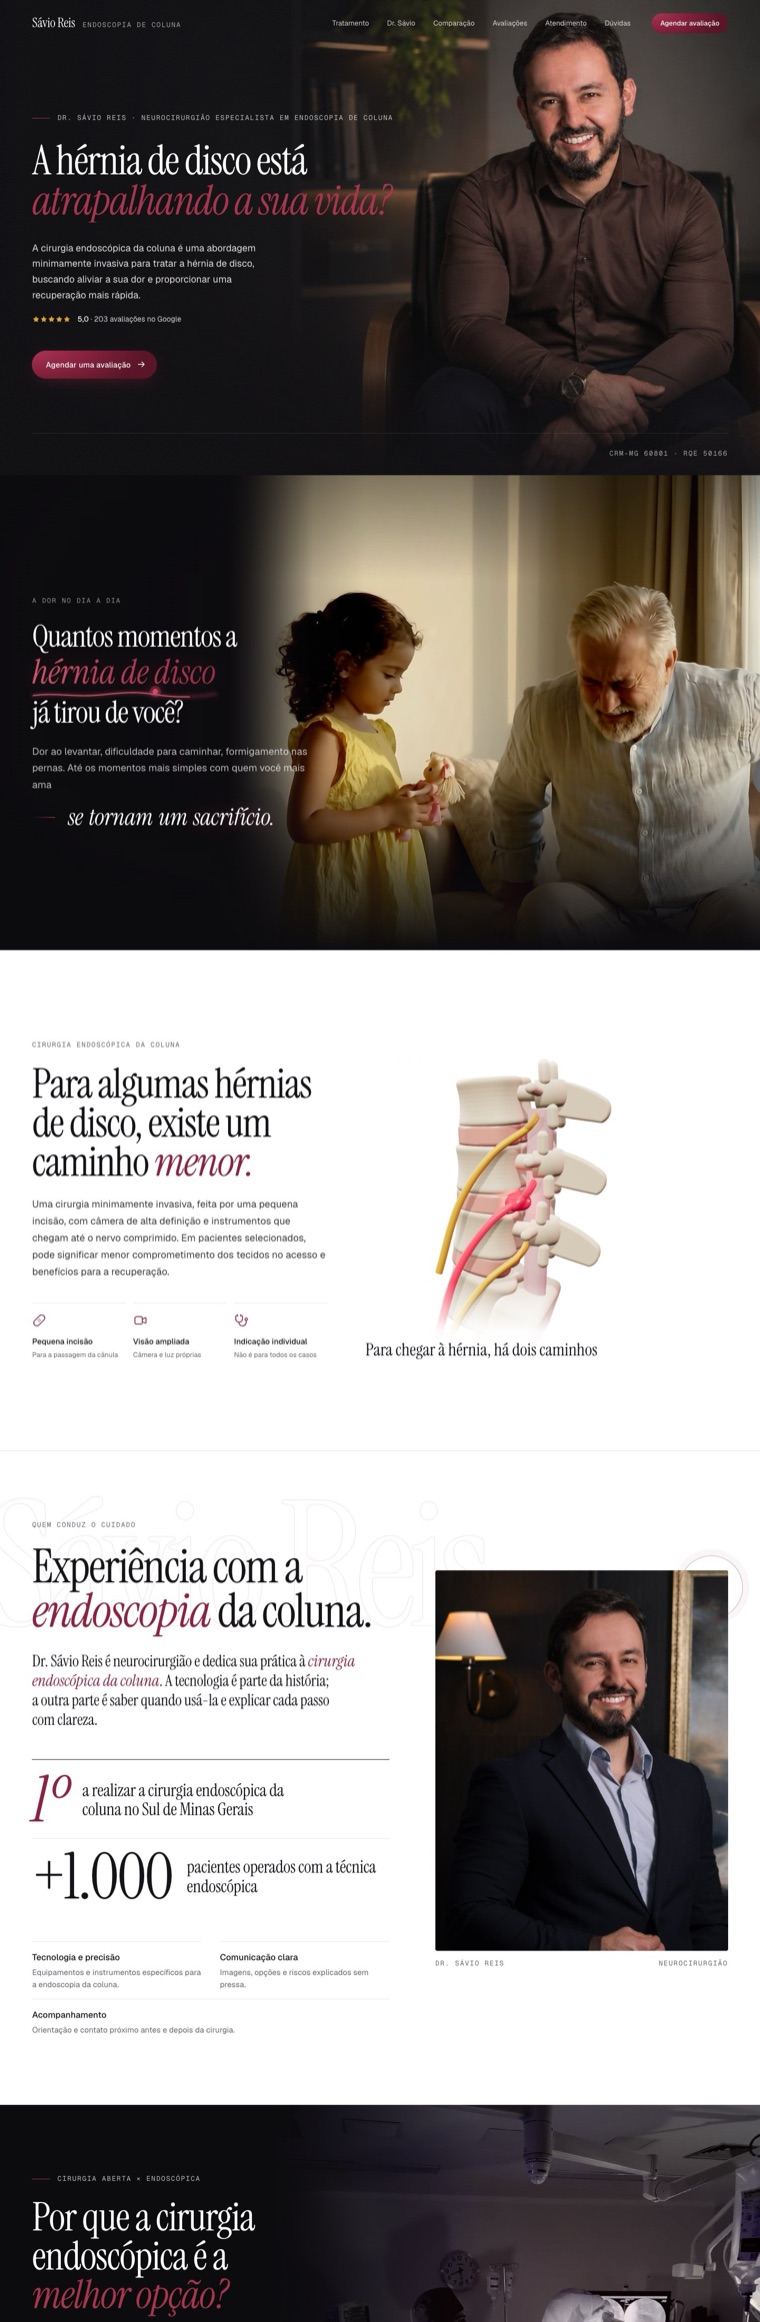 Sávio Reis ENDOSCOPIA DE COLUNA
Tratamento Dr. Sávio Comparação Avaliações Atendimento Dúvidas Agendar avaliação
DR. SÁVIO REIS · NEUROCIRURGIÃO ESPECIALISTA EM ENDOSCOPIA DE COLUNA
A hérnia de disco está
atrapalhando a sua vida?
A cirurgia endoscópica da coluna é uma abordagem
minimamente invasiva para tratar a hérnia de disco,
buscando aliviar a sua dor e proporcionar uma
recuperação mais rápida.
★★★★★ 5,0 · 203 avaliações no Google
Agendar uma avaliação →
CRM-MG 60801 · RQE 50166
A DOR NO DIA A DIA
Quantos momentos a
hérnia de disco
já tirou de você?
Dor ao levantar, dificuldade para caminhar, formigamento nas
pernas. Até os momentos mais simples com quem você mais
ama
se tornam um sacrifício.
CIRURGIA ENDOSCÓPICA DA COLUNA
Para algumas hérnias
de disco, existe um
caminho menor.
Uma cirurgia minimamente invasiva, feita por uma pequena
incisão, com câmera de alta definição e instrumentos que
chegam até o nervo comprimido. Em pacientes selecionados,
pode significar menor comprometimento dos tecidos no acesso e
benefícios para a recuperação.
Pequena incisão
Para a passagem da cânula
Visão ampliada
Câmera e luz próprias
Indicação individual
Não é para todos os casos
Para chegar à hérnia, há dois caminhos
Sávio Reis
QUEM CONDUZ O CUIDADO
Experiência com a
endoscopia da coluna.
Dr. Sávio Reis é neurocirurgião e dedica sua prática à cirurgia
endoscópica da coluna. A tecnologia é parte da história;
a outra parte é saber quando usá-la e explicar cada passo
com clareza.
1º a realizar a cirurgia endoscópica da
coluna no Sul de Minas Gerais
+1.000 pacientes operados com a técnica
endoscópica
Tecnologia e precisão
Equipamentos e instrumentos específicos para
a endoscopia da coluna.
Comunicação clara
Imagens, opções e riscos explicados sem
pressa.
Acompanhamento
Orientação e contato próximo antes e depois da cirurgia.
DR. SÁVIO REIS NEUROCIRURGIÃO
CIRURGIA ABERTA × ENDOSCÓPICA
Por que a cirurgia
endoscópica é a
melhor opção?